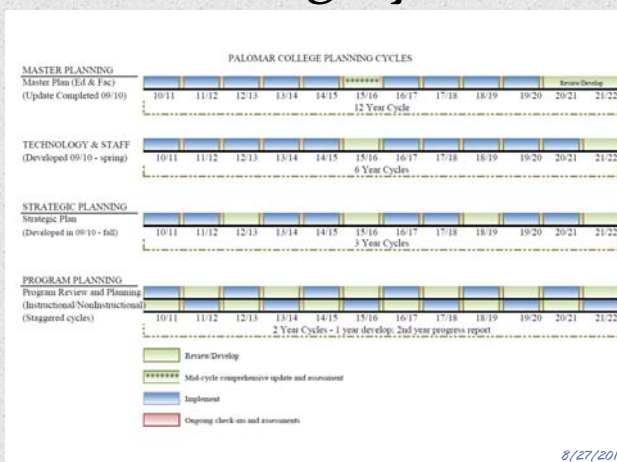 PALOMAR COLLEGE PLANNING CYCLES
MASTER PLANNING
Master Plan (Ed & Fac)
Review/Develop
(Update Completed 09/10)
10/11 11/12 12/13 13/14 14/15 15/16 16/17 17/18 18/19 19/20 20/21 21/22
12 Year Cycle
TECHNOLOGY & STAFF
(Developed 09/10 - spring)
10/11 11/12 12/13 13/14 14/15 15/16 16/17 17/18 18/19 19/20 20/21 21/22
6 Year Cycles
STRATEGIC PLANNING
Strategic Plan
(Developed in 09/10 - fall)
10/11 11/12 12/13 13/14 14/15 15/16 16/17 17/18 18/19 19/20 20/21 21/22
3 Year Cycles
PROGRAM PLANNING
Program Review and Planning
(Instructional/NonInstructional)
(Staggered cycles)
10/11 11/12 12/13 13/14 14/15 15/16 16/17 17/18 18/19 19/20 20/21 21/22
2 Year Cycles - 1 year develop; 2nd year progress report
Review/Develop
Mid-cycle comprehensive update and assessment
Implement
Ongoing check-ins and assessments
8/27/201